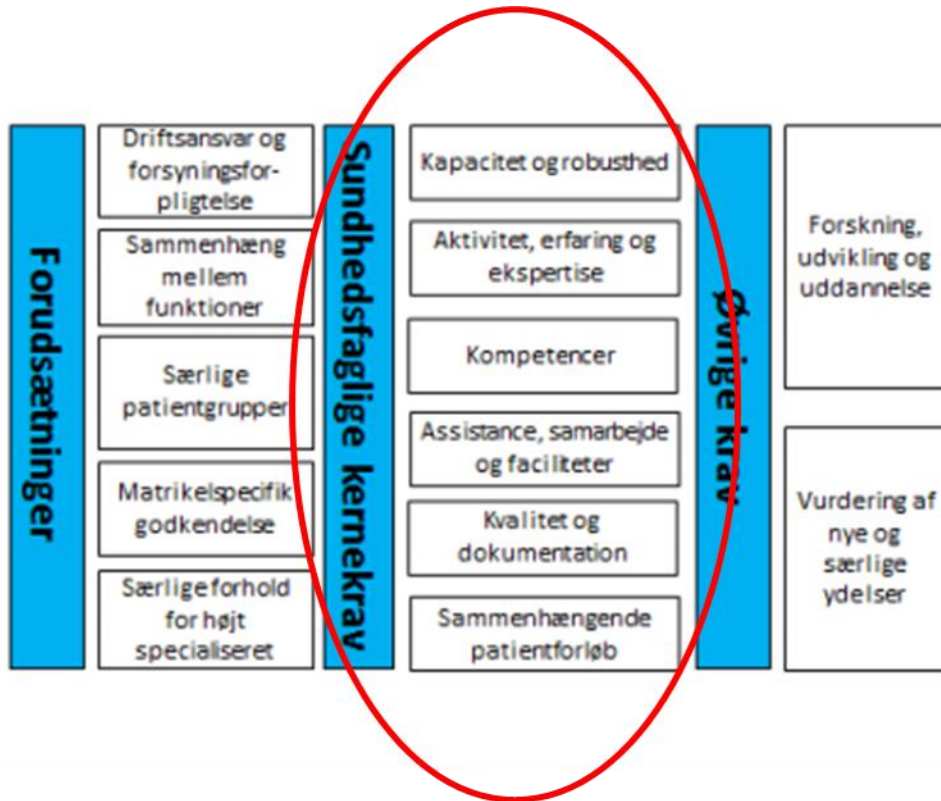 Forudsætninger
Driftsansvar og
forsyningsfor-
pligtelse
Sammenhæng
mellem
funktioner
Særlige
patientgrupper
Matrikelspecifik
godkendelse
Særlige forhold
for højt
specialiseret
Sundhedsfaglige kernekrav
Kapacitet og robusthed
Aktivitet, erfaring og
ekspertise
Kompetencer
Assistance, samarbejde
og faciliteter
Kvalitet og
dokumentation
Sammenhængende
patientforløb
Øvrige krav
Forskning,
udvikling og
uddannelse
Vurdering af
nye og
særlige
ydelser